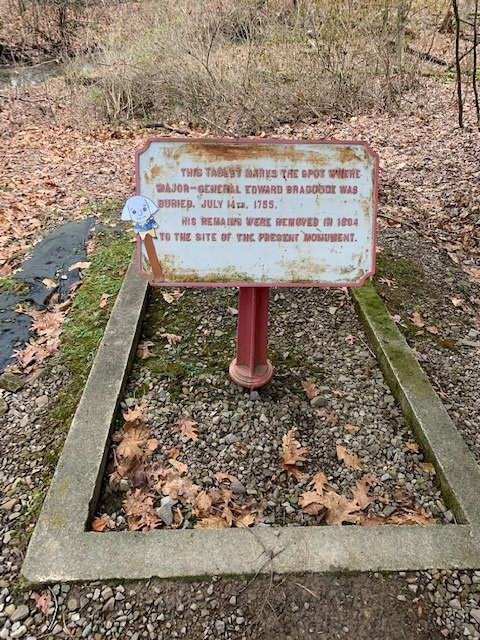 THIS TABLET MARKS THE SPOT WHERE
MAJOR-GENERAL EDWARD BRADDOCK WAS
BURIED, JULY 14TH, 1755.
HIS REMAINS WERE REMOVED IN 1804
TO THE SITE OF THE PRESENT MONUMENT.